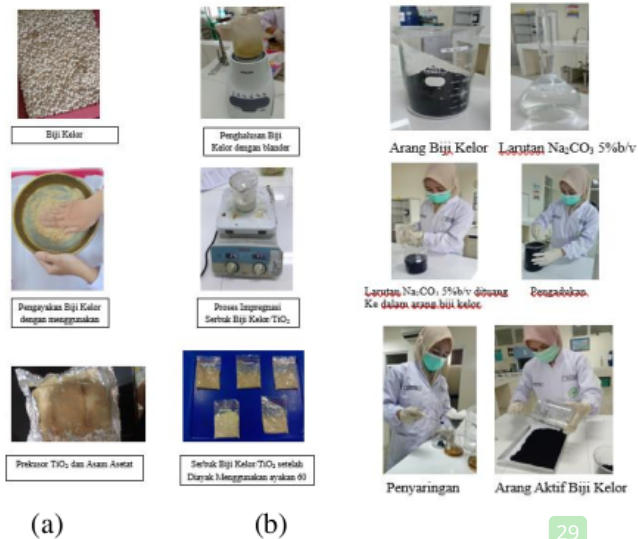 Biji Kelor
Penghalusan Biji
Kelor dengan blander
Pengayakan Biji Kelor
dengan menggunakan
Proses Impregnasi
Serbuk Biji Kelor/TiO₂
Prekusor TiO₂ dan Asam Asetat
Serbuk Biji Kelor/TiO₂ setelah
Diayak Menggunakan ayakan 60
(a)
(b)
Arang Biji Kelor
Larutan Na₂CO₃ 5%b/v
Larutan Na₂CO₃ 5%b/v dituang
Ke dalam arang biji kelor
Pengadukan
Penyaringan
Arang Aktif Biji Kelor
29